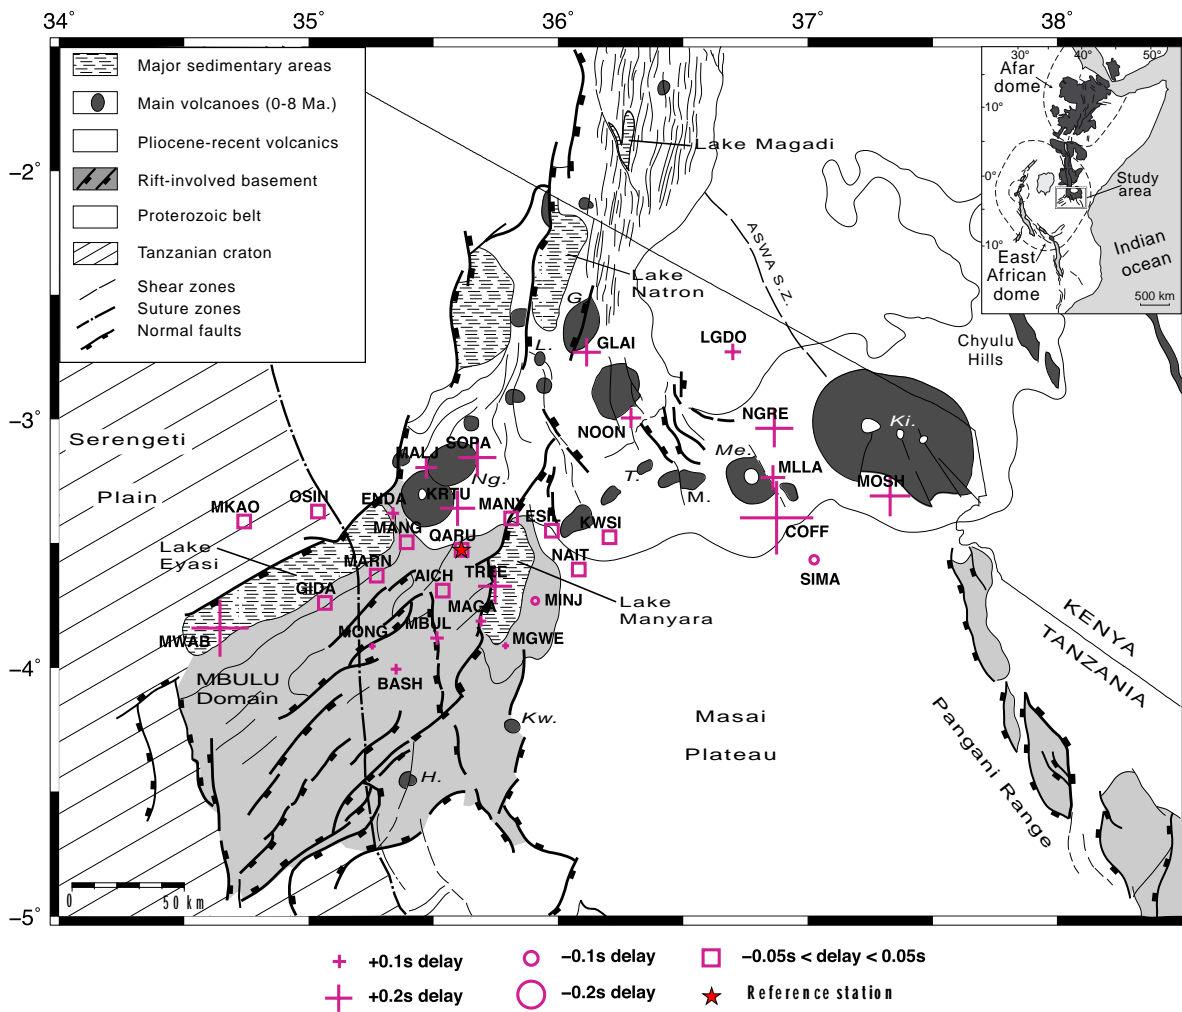 34°
35°
36°
37°
38°
−2°
−3°
−4°
−5°
Major sedimentary areas
Main volcanoes (0-8 Ma.)
Pliocene-recent volcanics
Rift-involved basement
Proterozoic belt
Tanzanian craton
Shear zones
Suture zones
Normal faults
30°
40°
50°
Afar
dome
10°
0°
Study
area
10°
East
African
dome
Indian
ocean
500 km
Lake Magadi
ASWA S.Z.
Lake
Natron
G.
GLAI
LGDO
Chyulu
Hills
L.
NOON
NGRE
Ki.
Serengeti
Plain
MALJ
SOPA
Ng.
Me.
MLLA
MOSH
T.
M.
MKAO
OSIN
ENDA
KRTU
MANY
ESIL
KWSI
COFF
MANG
QARU
Lake
Eyasi
MARN
AICH
TREE
NAIT
SIMA
GIDA
MAGA
MINJ
Lake
Manyara
MWAB
MONG
MBUL
MGWE
KENYA
TANZANIA
BASH
MBULU
Domain
Kw.
Masai
Plateau
Pangani Range
H.
0
50 km
+0.1s delay
−0.1s delay
−0.05s < delay < 0.05s
+0.2s delay
−0.2s delay
Reference station